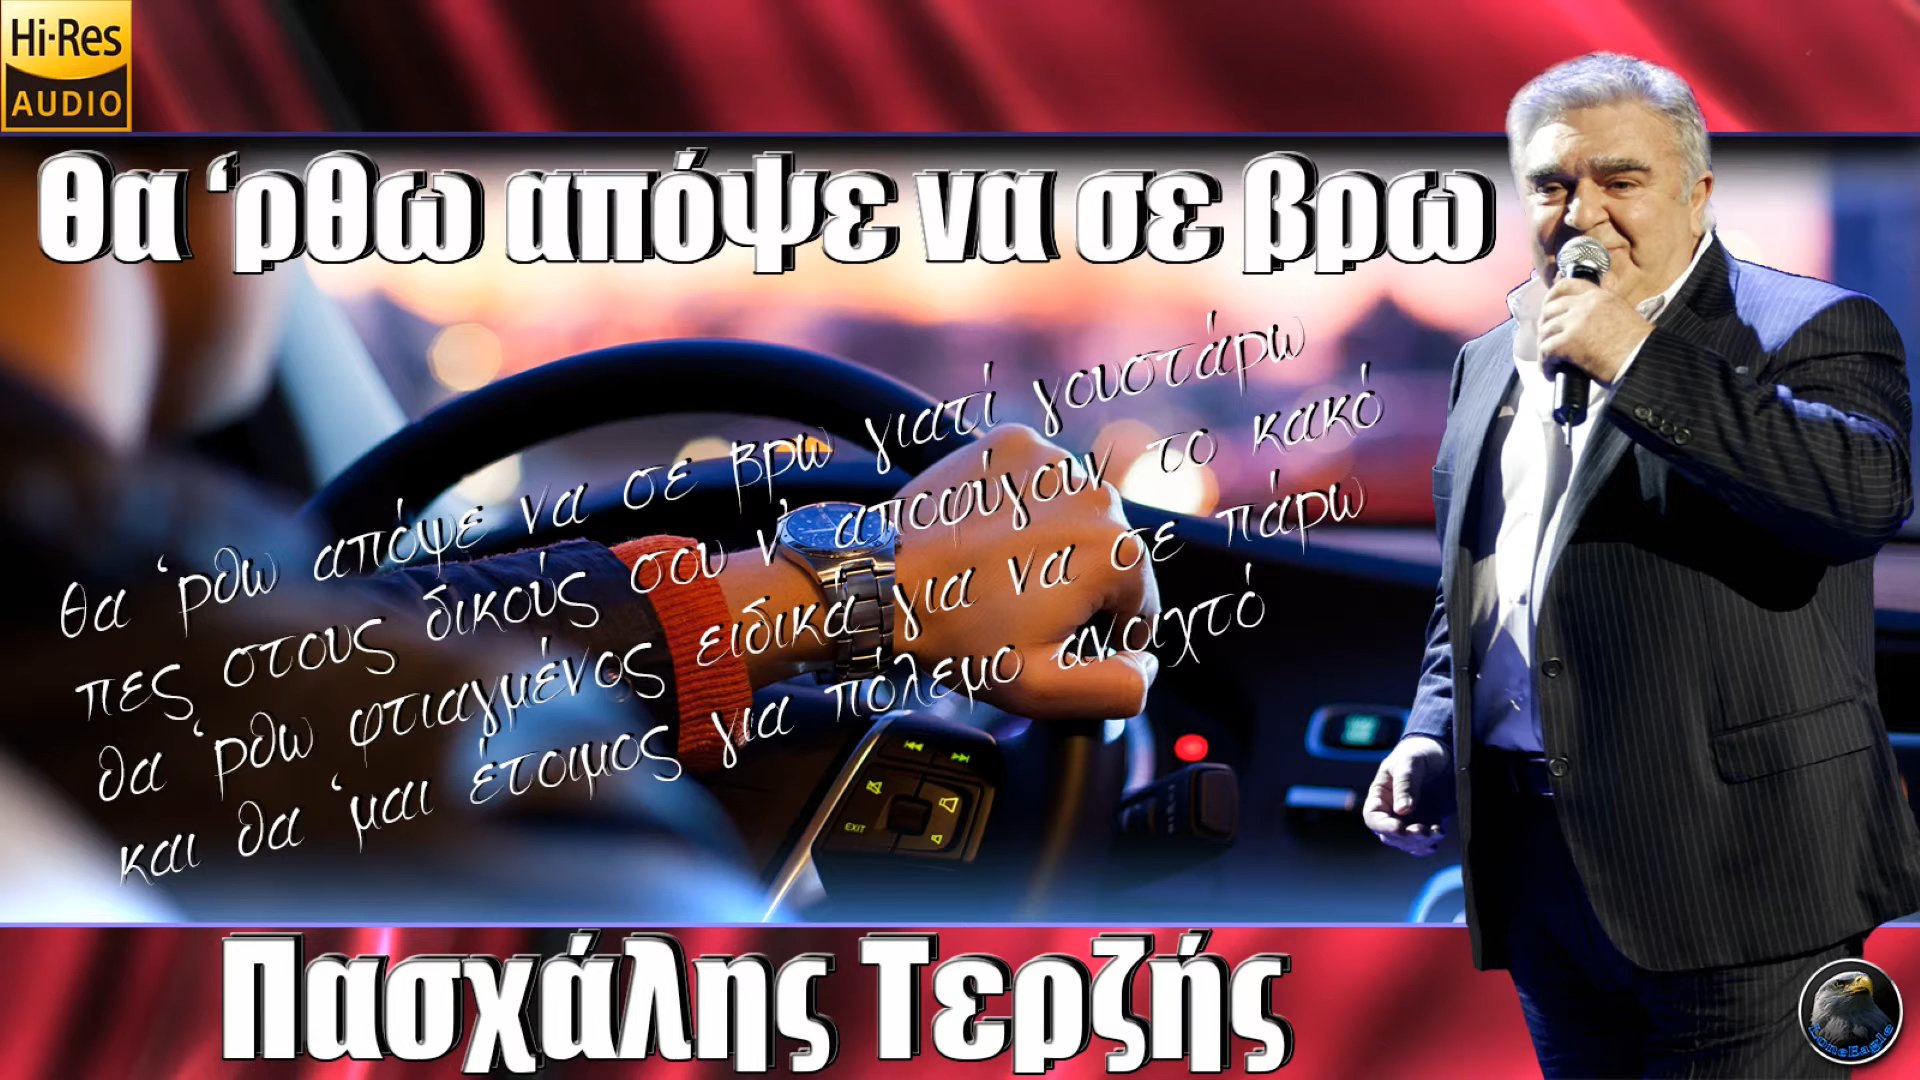 Hi-Res
AUDIO
Θα ‘ρθω απόψε να σε βρω
θα ‘ρθω απόψε να σε βρω γιατί γουστάρω
πες στους δικούς σου ν’ αποφύγουν το κακό
θα ‘ρθω φτιαγμένος ειδικά για να σε πάρω
και θα ‘μαι έτοιμος για πόλεμο ανοιχτό
EXIT
Πασχάλης Τερζής
LoneEagle